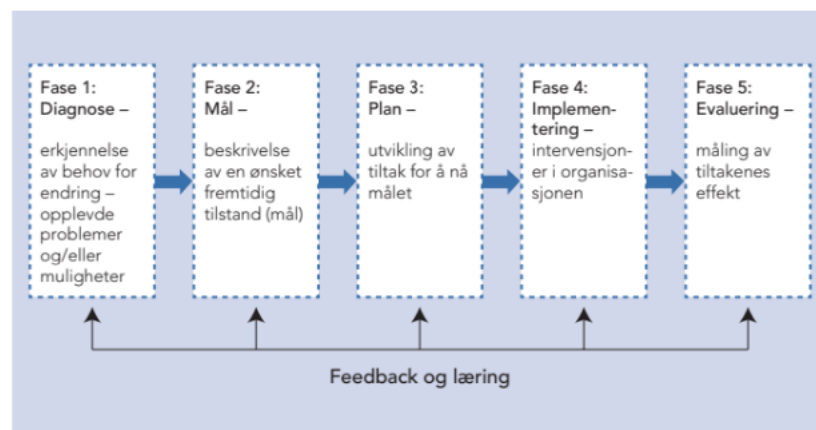 Fase 1:
Diagnose –
erkjennelse
av behov for
endring –
opplevde
problemer
og/eller
muligheter
Fase 2:
Mål –
beskrivelse
av en ønsket
fremtidig
tilstand (mål)
Fase 3:
Plan –
utvikling av
tiltak for å nå
målet
Fase 4:
Implemen-
tering –
intervensjon-
er i organisa-
sjonen
Fase 5:
Evaluering –
måling av
tiltakenes
effekt
Feedback og læring